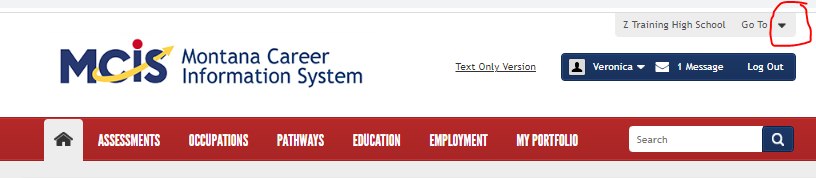 Z Training High School Go To
MCIS Montana Career
Information System
Text Only Version
Veronica 1 Message Log Out
ASSESSMENTS OCCUPATIONS PATHWAYS EDUCATION EMPLOYMENT MY PORTFOLIO
Search